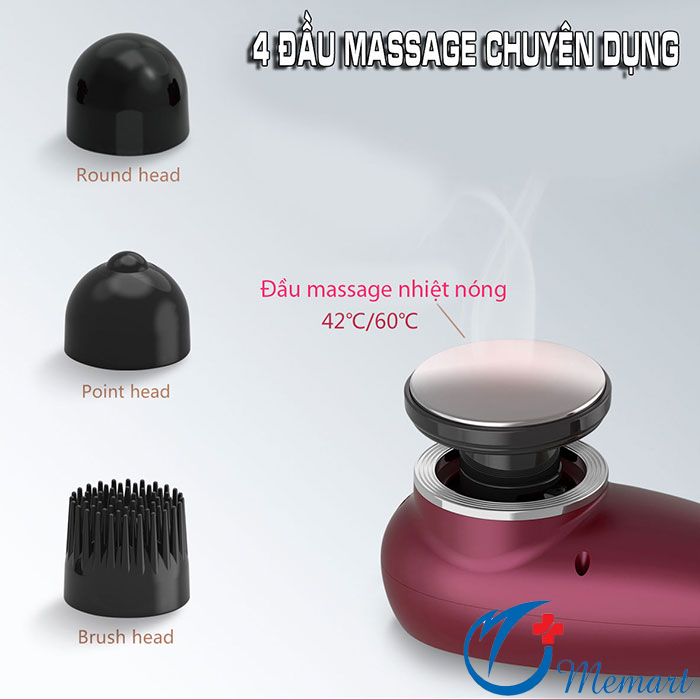 4 ĐẦU MASSAGE CHUYÊN DỤNG
Round head
Đầu massage nhiệt nóng
42℃/60℃
Point head
Brush head
Memart